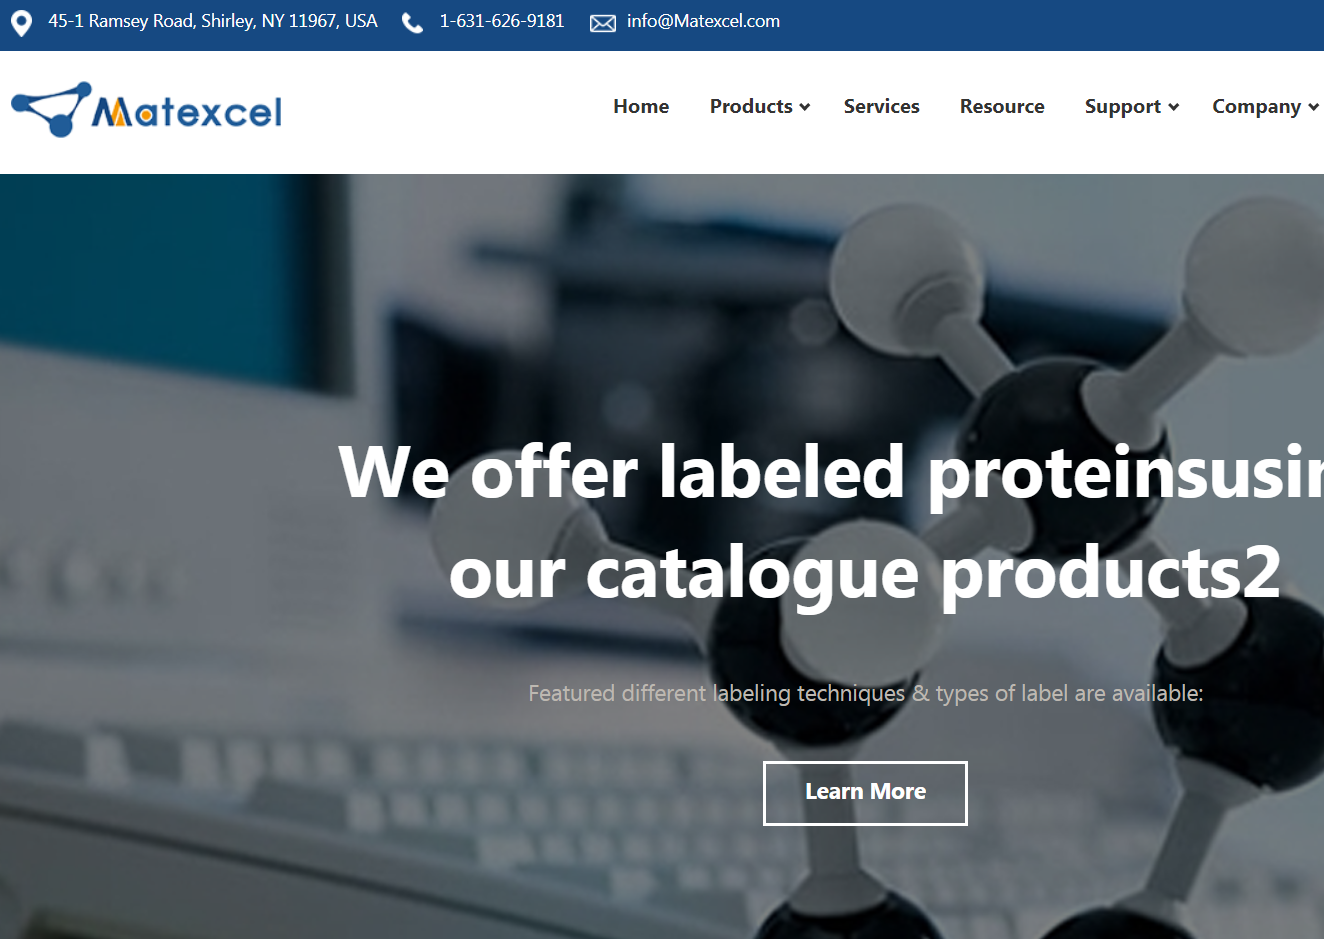 45-1 Ramsey Road, Shirley, NY 11967, USA 1-631-626-9181 info@Matexcel.com
Matexcel
Home Products Services Resource Support Company
We offer labeled proteinsusin
our catalogue products2
Featured different labeling techniques & types of label are available:
Learn More